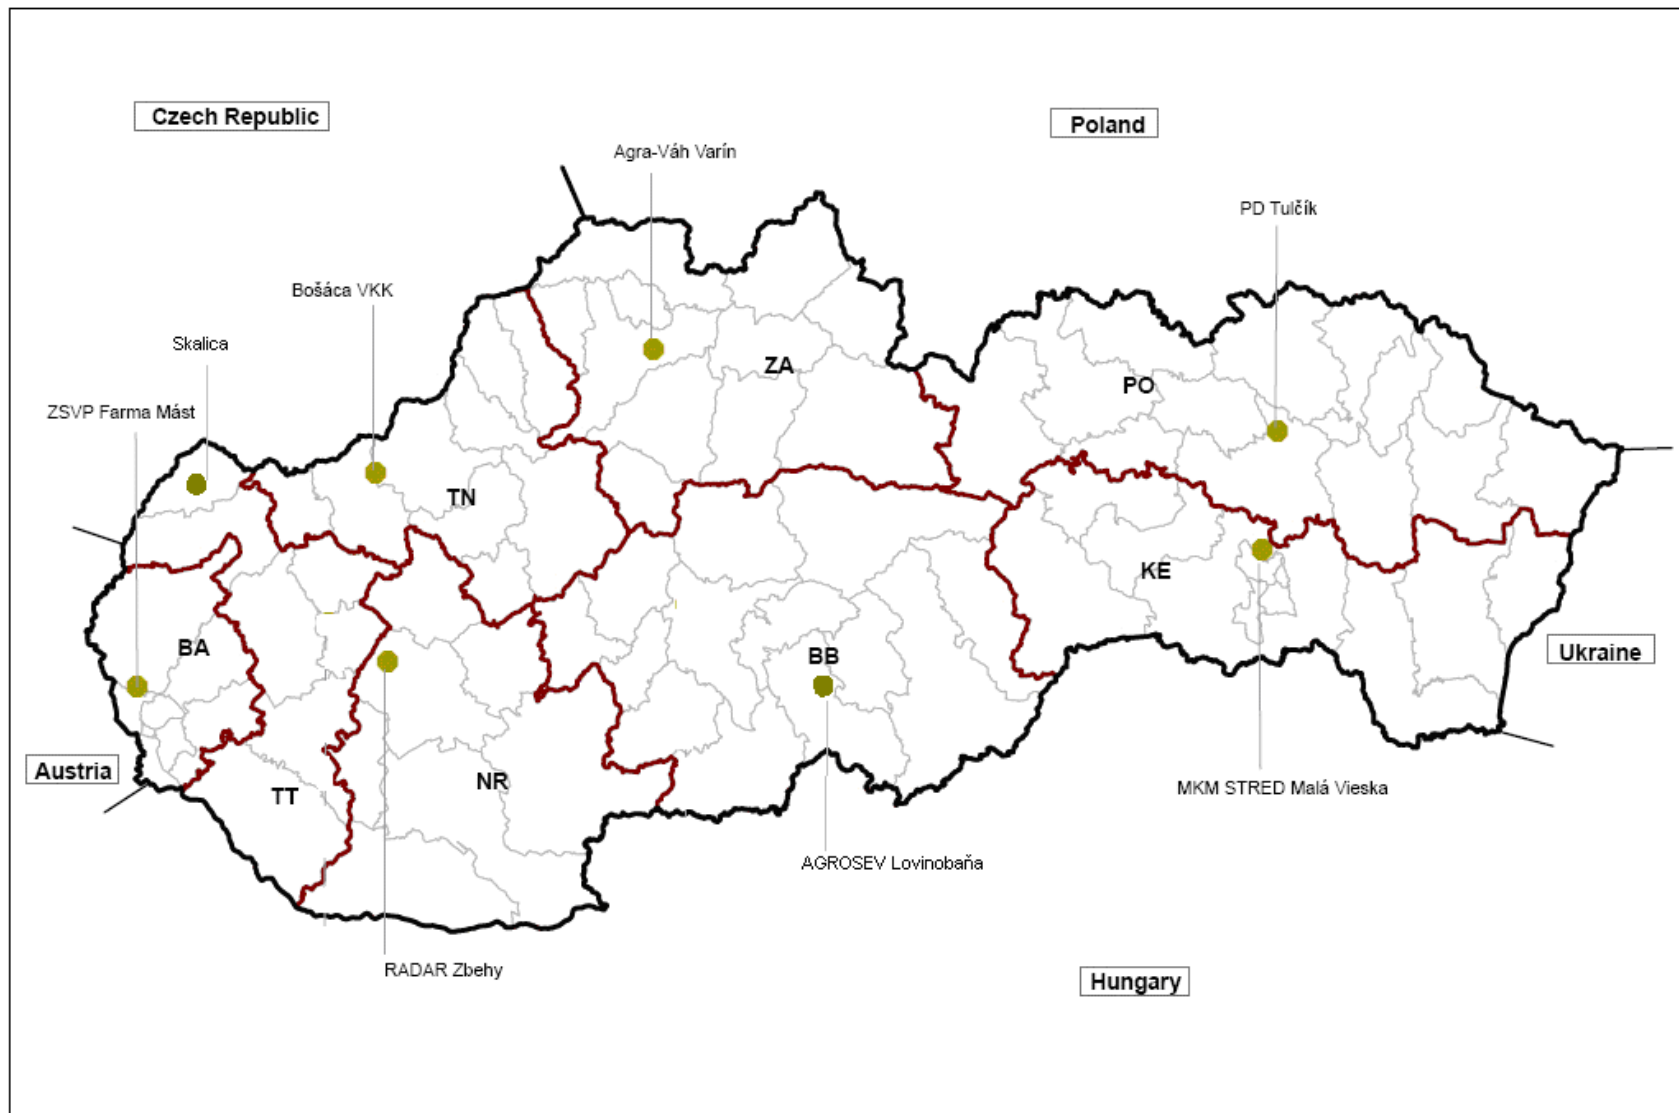 Czech Republic
Poland
Agra-Váh Varín
PD Tulčík
Bošáca VKK
Skalica
ZA
PO
ZSVP Farma Mást
TN
KE
BA
BB
Ukraine
Austria
TT
NR
MKM STRED Malá Vieska
AGROSEV Lovinobaňa
RADAR Zbehy
Hungary